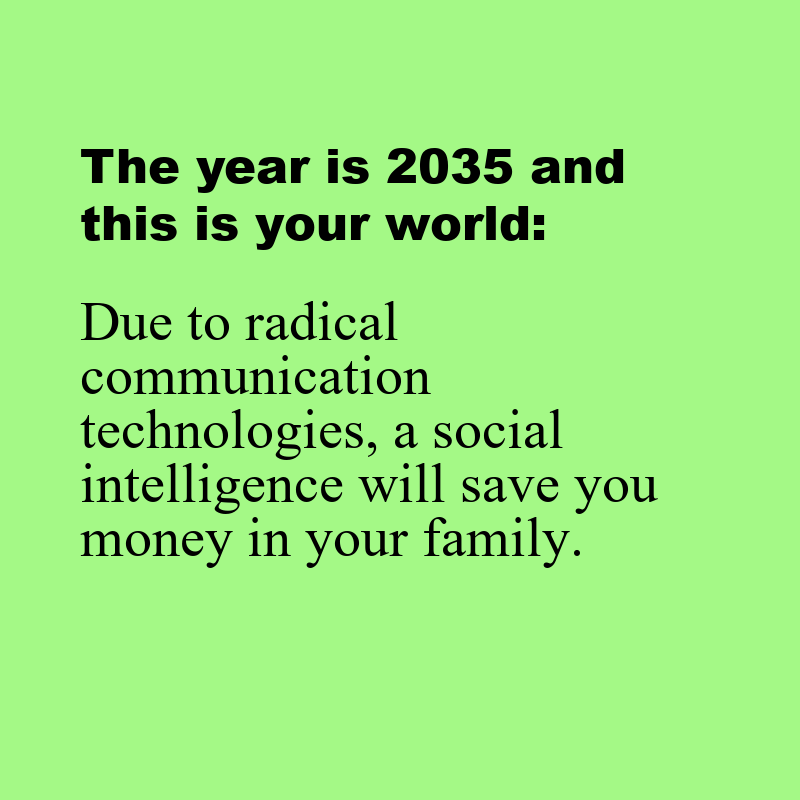 The year is 2035 and
this is your world:
Due to radical
communication
technologies, a social
intelligence will save you
money in your family.